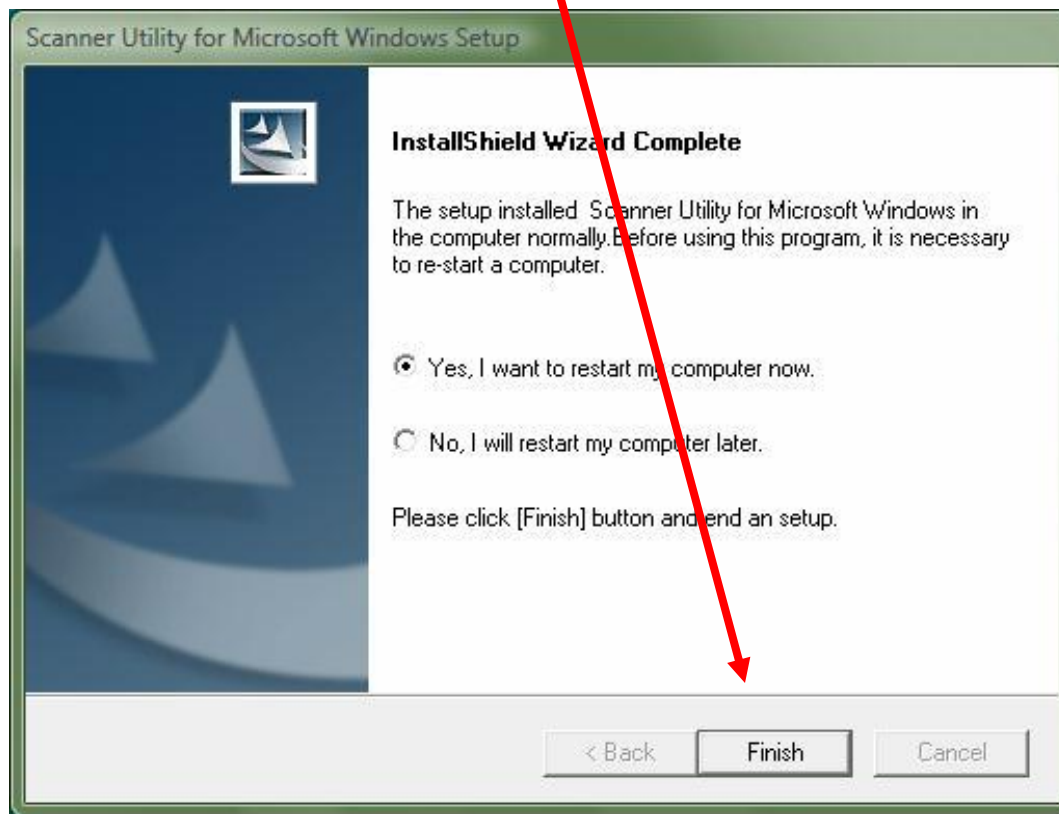 Scanner Utility for Microsoft Windows Setup
InstallShield Wizard Complete
The setup installed  Scanner Utility for Microsoft Windows in
the computer normally.Before using this program, it is necessary
to re-start a computer.
Yes, I want to restart my computer now.
No, I will restart my computer later.
Please click [Finish] button and end an setup.
< Back
Finish
Cancel